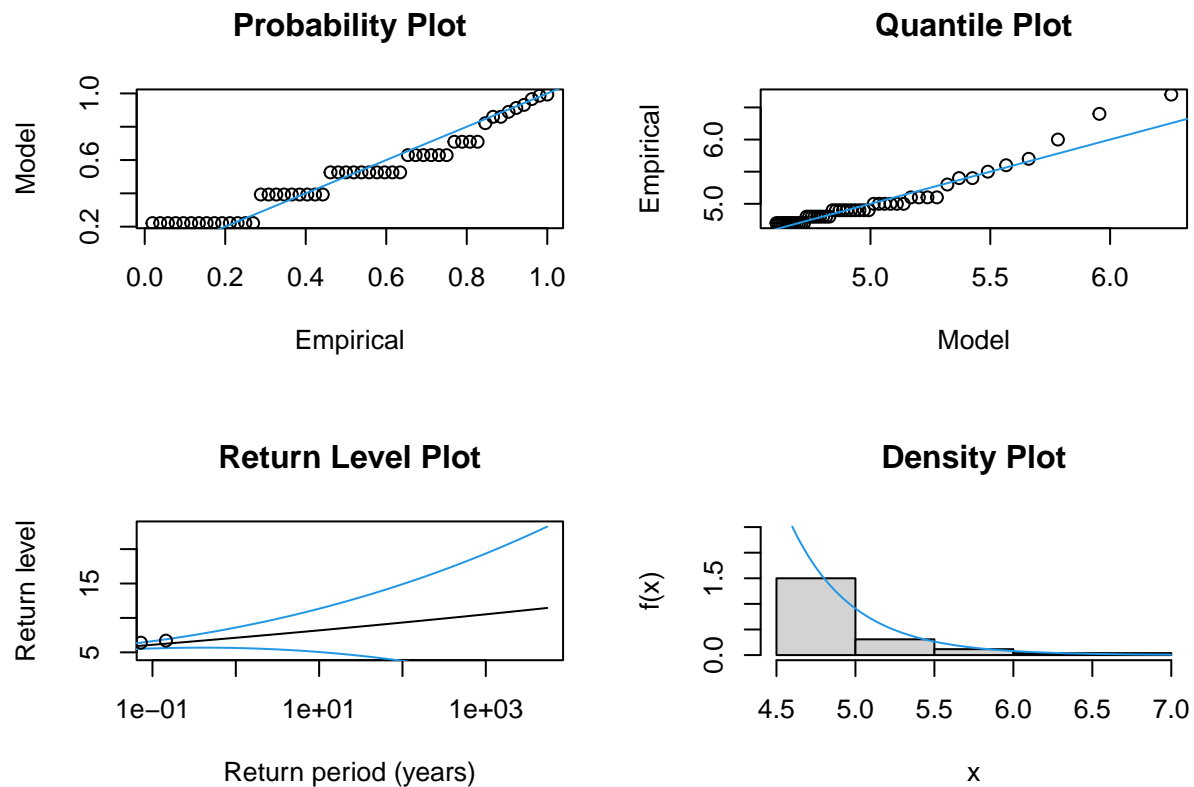 Probability Plot
Model
0.2 0.6 1.0
0.0 0.2 0.4 0.6 0.8 1.0
Empirical
Quantile Plot
Empirical
5.0 6.0
5.0 5.5 6.0
Model
Return Level Plot
Return level
5 15
1e−01 1e+01 1e+03
Return period (years)
Density Plot
f(x)
0.0 1.5
4.5 5.0 5.5 6.0 6.5 7.0
x